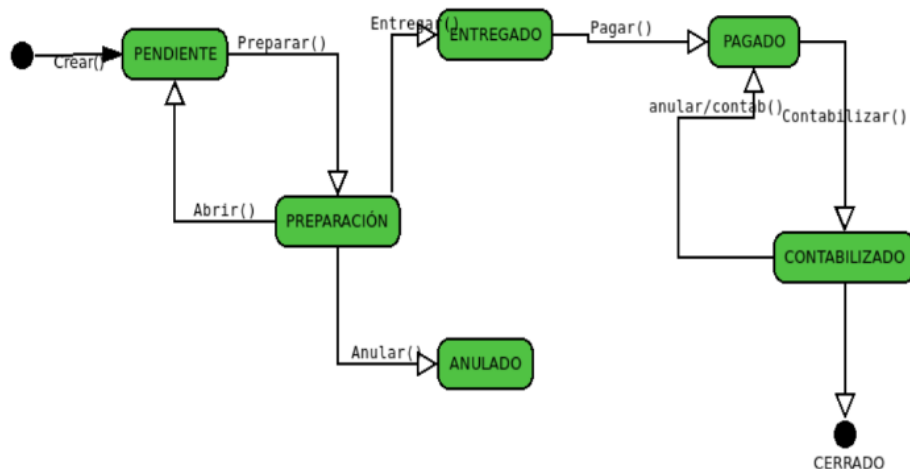 Crear()
PENDIENTE
Preparar()
Entregar()
ENTREGADO
Pagar()
PAGADO
anular/contab()
Contabilizar()
Abrir()
PREPARACIÓN
CONTABILIZADO
Anular()
ANULADO
CERRADO